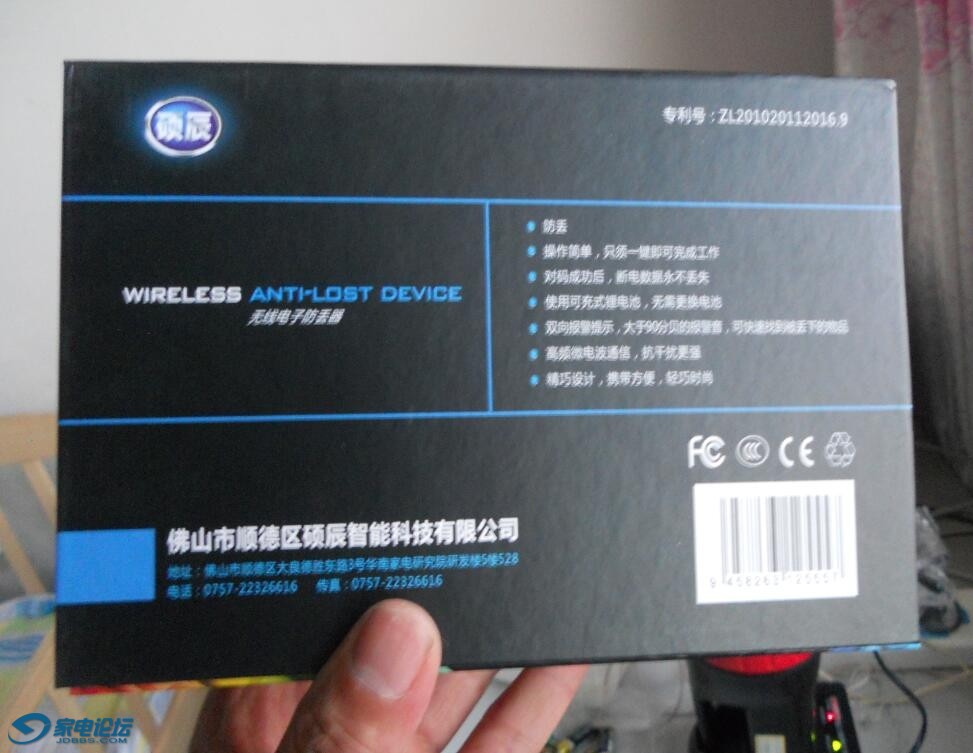 硕辰
专利号：ZL201020112016.9
WIRELESS ANTI-LOST DEVICE
无线电子防丢器
防丢
操作简单，只须一键即可完成工作
对码成功后，断电数据永不丢失
使用可充式锂电池，无需更换电池
双向报警提示，大于90分贝的报警音，可快速找到被丢下的物品
高频微电波通信，抗干扰更强
精巧设计，携带方便，轻巧时尚
FC CCC CE
佛山市顺德区硕辰智能科技有限公司
地址：佛山市顺德区大良德胜东路3号华南家电研究院研发楼5楼528
电话：0757-22326616 传真：0757-22326616
9 458263 125557
家电论坛
JDBBS.COM